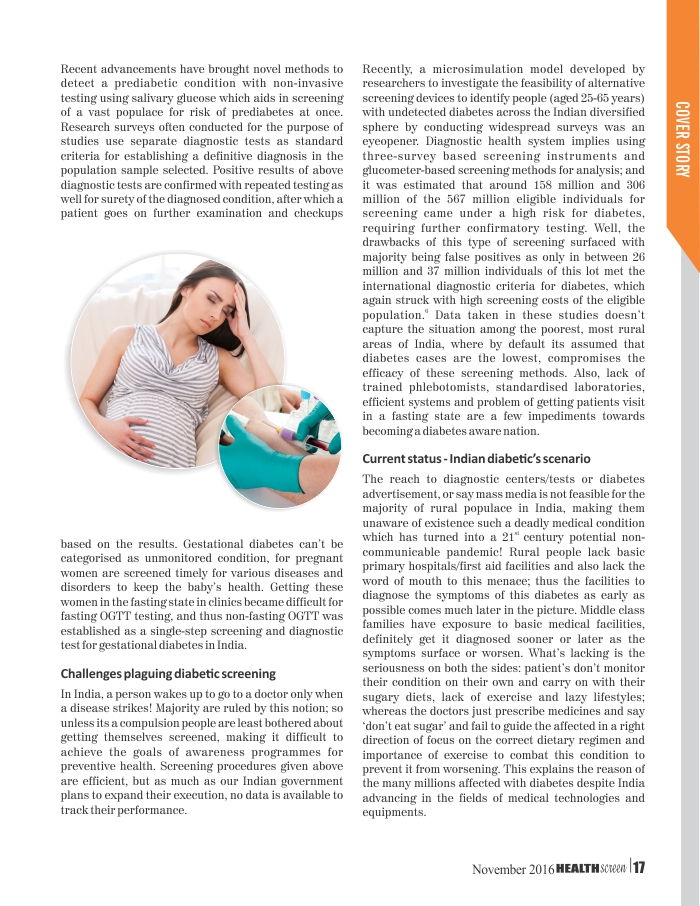 Recent advancements have brought novel methods to
detect a prediabetic condition with non-invasive
testing using salivary glucose which aids in screening
of a vast populace for risk of prediabetes at once.
Research surveys often conducted for the purpose of
studies use separate diagnostic tests as standard
criteria for establishing a definitive diagnosis in the
population sample selected. Positive results of above
diagnostic tests are confirmed with repeated testing as
well for surety of the diagnosed condition, after which a
patient goes on further examination and checkups
based on the results. Gestational diabetes can't be
categorised as unmonitored condition, for pregnant
women are screened timely for various diseases and
disorders to keep the baby's health. Getting these
women in the fasting state in clinics became difficult for
fasting OGTT testing, and thus non-fasting OGTT was
established as a single-step screening and diagnostic
test for gestational diabetes in India.
Challenges plaguing diabetic screening
In India, a person wakes up to go to a doctor only when
a disease strikes! Majority are ruled by this notion; so
unless its a compulsion people are least bothered about
getting themselves screened, making it difficult to
achieve the goals of awareness programmes for
preventive health. Screening procedures given above
are efficient, but as much as our Indian government
plans to expand their execution, no data is available to
track their performance.
Recently, a microsimulation model developed by
researchers to investigate the feasibility of alternative
screening devices to identify people (aged 25-65 years)
with undetected diabetes across the Indian diversified
sphere by conducting widespread surveys was an
eyeopener. Diagnostic health system implies using
three-survey based screening instruments and
glucometer-based screening methods for analysis; and
it was estimated that around 158 million and 306
million of the 567 million eligible individuals for
screening came under a high risk for diabetes,
requiring further confirmatory testing. Well, the
drawbacks of this type of screening surfaced with
majority being false positives as only in between 26
million and 37 million individuals of this lot met the
international diagnostic criteria for diabetes, which
again struck with high screening costs of the eligible
population.⁶ Data taken in these studies doesn't
capture the situation among the poorest, most rural
areas of India, where by default its assumed that
diabetes cases are the lowest, compromises the
efficacy of these screening methods. Also, lack of
trained phlebotomists, standardised laboratories,
efficient systems and problem of getting patients visit
in a fasting state are a few impediments towards
becoming a diabetes aware nation.
Current status - Indian diabetic's scenario
The reach to diagnostic centers/tests or diabetes
advertisement, or say mass media is not feasible for the
majority of rural populace in India, making them
unaware of existence such a deadly medical condition
which has turned into a 21st century potential non-
communicable pandemic! Rural people lack basic
primary hospitals/first aid facilities and also lack the
word of mouth to this menace; thus the facilities to
diagnose the symptoms of this diabetes as early as
possible comes much later in the picture. Middle class
families have exposure to basic medical facilities,
definitely get it diagnosed sooner or later as the
symptoms surface or worsen. What's lacking is the
seriousness on both the sides: patient's don't monitor
their condition on their own and carry on with their
sugary diets, lack of exercise and lazy lifestyles;
whereas the doctors just prescribe medicines and say
'don't eat sugar' and fail to guide the affected in a right
direction of focus on the correct dietary regimen and
importance of exercise to combat this condition to
prevent it from worsening. This explains the reason of
the many millions affected with diabetes despite India
advancing in the fields of medical technologies and
equipments.
COVER STORY
November 2016 HEALTHscreen | 17